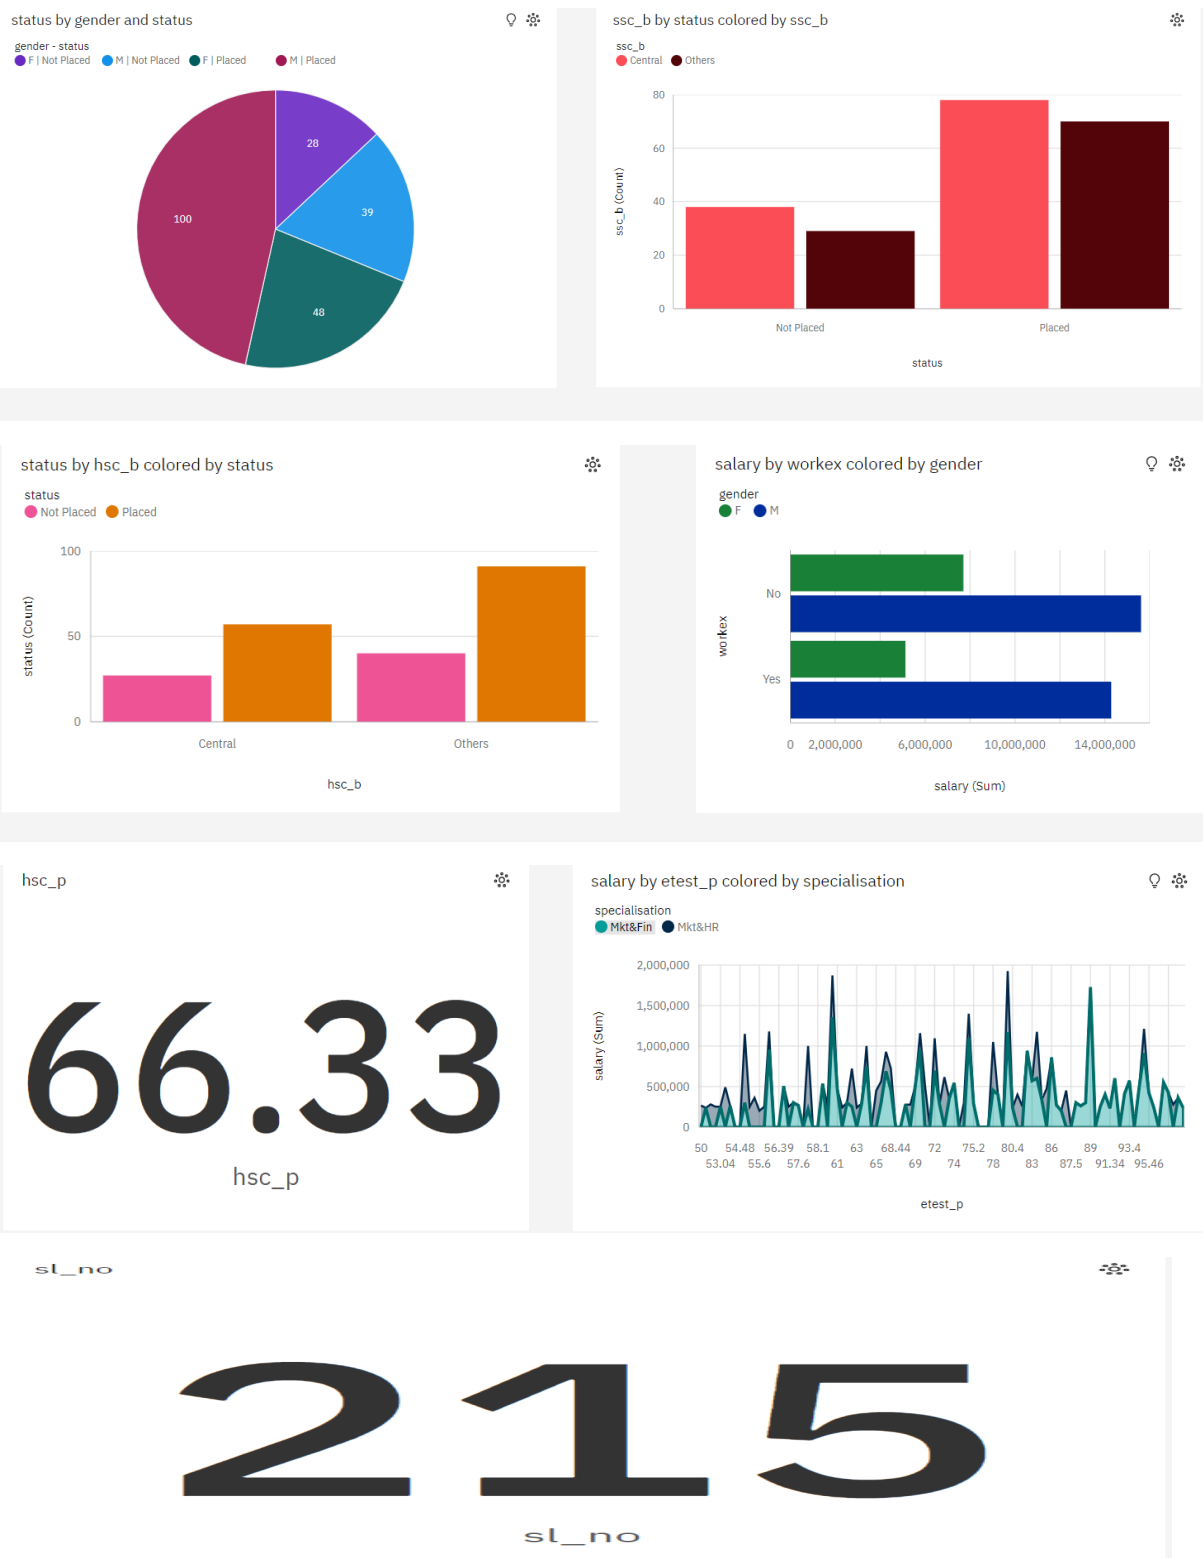 status by gender and status
gender - status
F | Not Placed M | Not Placed F | Placed M | Placed
28
39
100
48
ssc_b by status colored by ssc_b
ssc_b
Central Others
80
60
40
20
0
ssc_b (Count)
Not Placed Placed
status
status by hsc_b colored by status
status
Not Placed Placed
100
50
0
status (Count)
Central Others
hsc_b
salary by workex colored by gender
gender
F M
No
Yes
workex
0 2,000,000 6,000,000 10,000,000 14,000,000
salary (Sum)
hsc_p
66.33
hsc_p
salary by etest_p colored by specialisation
specialisation
Mkt&Fin Mkt&HR
2,000,000
1,500,000
1,000,000
500,000
0
salary (Sum)
50 54.48 56.39 58.1 63 68.44 72 75.2 80.4 86 89 93.4
53.04 55.6 57.6 61 65 69 74 78 83 87.5 91.34 95.46
etest_p
sl_no
215
sl_no